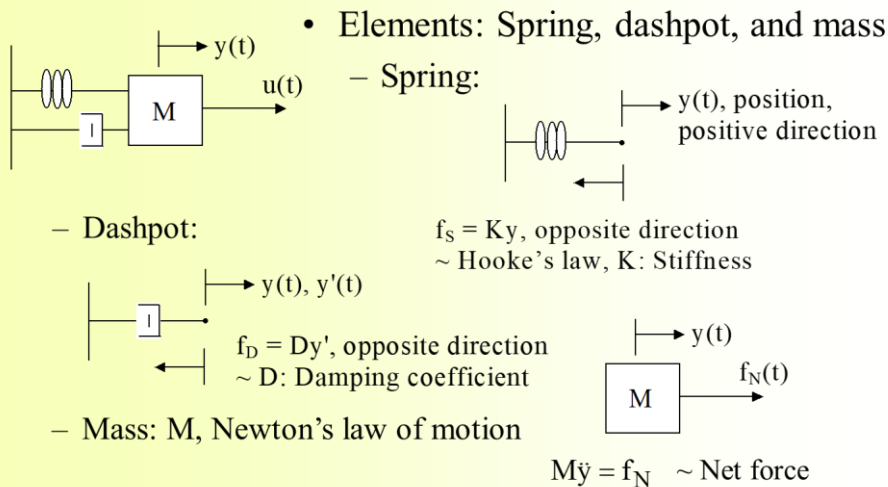 • Elements: Spring, dashpot, and mass
y(t)
u(t)
M
– Spring:
y(t), position,
positive direction
fS = Ky, opposite direction
~ Hooke's law, K: Stiffness
– Dashpot:
y(t), y'(t)
fD = Dy', opposite direction
~ D: Damping coefficient
– Mass: M, Newton's law of motion
y(t)
fN(t)
M
Mÿ = fN ~ Net force